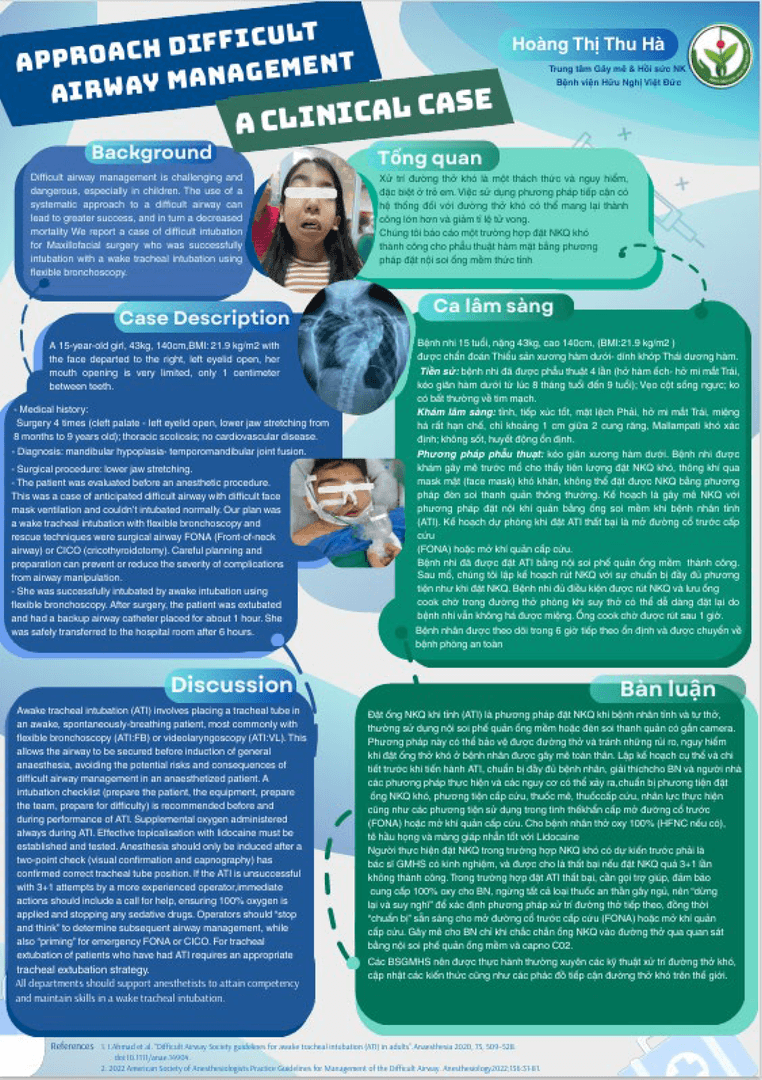 APPROACH DIFFICULT
AIRWAY MANAGEMENT
A CLINICAL CASE
Hoàng Thị Thu Hà
Trung tâm Gây mê & Hồi sức NK
Bệnh viện Hữu Nghị Việt Đức
Background
Difficult airway management is challenging and
dangerous, especially in children. The use of a
systematic approach to a difficult airway can
lead to greater success, and in turn a decreased
mortality We report a case of difficult intubation
for Maxillofacial surgery who was successfully
intubation with a wake tracheal intubation using
flexible bronchoscopy.
Tổng quan
Xử trí đường thở khó là một thách thức và nguy hiểm,
đặc biệt ở trẻ em. Việc sử dụng phương pháp tiếp cận có
hệ thống đối với đường thở khó có thể mang lại thành
công lớn hơn và giảm tỉ lệ tử vong.
Chúng tôi báo cáo một trường hợp đặt NKQ khó
thành công cho phẫu thuật hàm mặt bằng phương
pháp đặt nội soi ống mềm thức tỉnh
Case Description
A 15-year-old girl, 43kg, 140cm,BMI: 21.9 kg/m2 with
the face departed to the right, left eyelid open, her
mouth opening is very limited, only 1 centimeter
between teeth.
- Medical history:
Surgery 4 times (cleft palate - left eyelid open, lower jaw stretching from
8 months to 9 years old); thoracic scoliosis; no cardiovascular disease.
- Diagnosis: mandibular hypoplasia- temporomandibular joint fusion.
- Surgical procedure: lower jaw stretching.
- The patient was evaluated before an anesthetic procedure.
This was a case of anticipated difficult airway with difficult face
mask ventilation and couldn't intubated normally. Our plan was
a wake tracheal intubation with flexible bronchoscopy and
rescue techniques were surgical airway FONA (Front-of-neck
airway) or CICO (cricothyroidotomy). Careful planning and
preparation can prevent or reduce the severity of complications
from airway manipulation.
- She was successfully intubated by awake intubation using
flexible bronchoscopy. After surgery, the patient was extubated
and had a backup airway catheter placed for about 1 hour. She
was safely transferred to the hospital room after 6 hours.
Ca lâm sàng
Bệnh nhi 15 tuổi, nặng 43kg, cao 140cm, (BMI:21.9 kg/m2 )
được chẩn đoán Thiểu sản xương hàm dưới- dính khớp Thái dương hàm.
Tiền sử: bệnh nhi đã được phẫu thuật 4 lần (hở hàm ếch- hở mi mắt Trái,
kéo giãn hàm dưới từ lúc 8 tháng tuổi đến 9 tuổi); Vẹo cột sống ngực; ko
có bất thường về tim mạch.
Khám lâm sàng: tỉnh, tiếp xúc tốt, mặt lệch Phải, hở mi mắt Trái, miệng
há rất hạn chế, chỉ khoảng 1 cm giữa 2 cung răng, Mallampati khó xác
định; không sốt, huyết động ổn định.
Phương pháp phẫu thuật: kéo giãn xương hàm dưới. Bệnh nhi được
khám gây mê trước mổ cho thấy tiên lượng đặt NKQ khó, thông khí qua
mask mặt (face mask) khó khăn, không thể đặt được NKQ bằng phương
pháp đèn soi thanh quản thông thường. Kế hoạch là gây mê NKQ với
phương pháp đặt nội khí quản bằng ống soi mềm khi bệnh nhân tỉnh
(ATI). Kế hoạch dự phòng khi đặt ATI thất bại là mở đường cổ trước cấp
cứu
(FONA) hoặc mở khí quản cấp cứu.
Bệnh nhi đã được đặt ATI bằng nội soi phế quản ống mềm thành công.
Sau mổ, chúng tôi lập kế hoạch rút NKQ với sự chuẩn bị đầy đủ phương
tiện như khi đặt NKQ. Bệnh nhi đủ điều kiện được rút NKQ và lưu ống
cook chờ trong đường thở phòng khi suy thở có thể dễ dàng đặt lại do
bệnh nhi vẫn không há được miệng. Ống cook chờ được rút sau 1 giờ.
Bệnh nhân được theo dõi trong 6 giờ tiếp theo ổn định và được chuyển về
bệnh phòng an toàn
Discussion
Awake tracheal intubation (ATI) involves placing a tracheal tube in
an awake, spontaneously-breathing patient, most commonly with
flexible bronchoscopy (ATI:FB) or videolaryngoscopy (ATI:VL). This
allows the airway to be secured before induction of general
anaesthesia, avoiding the potential risks and consequences of
difficult airway management in an anaesthetized patient. A
intubation checklist (prepare the patient, the equipment, prepare
the team, prepare for difficulty) is recommended before and
during performance of ATI. Supplemental oxygen administered
always during ATI. Effective topicalisation with lidocaine must be
established and tested. Anesthesia should only be induced after a
two-point check (visual confirmation and capnography) has
confirmed correct tracheal tube position. If the ATI is unsuccessful
with 3+1 attempts by a more experienced operator,immediate
actions should include a call for help, ensuring 100% oxygen is
applied and stopping any sedative drugs. Operators should "stop
and think" to determine subsequent airway management, while
also "priming" for emergency FONA or CICO. For tracheal
extubation of patients who have had ATI requires an appropriate
tracheal extubation strategy.
All departments should support anesthetists to attain competency
and maintain skills in a wake tracheal intubation.
Bàn luận
Đặt ống NKQ khi tỉnh (ATI) là phương pháp đặt NKQ khi bệnh nhân tỉnh và tự thở,
thường sử dụng nội soi phế quản ống mềm hoặc đèn soi thanh quản có gắn camera.
Phương pháp này có thể bảo vệ được đường thở và tránh những rủi ro, nguy hiểm
khi đặt ống thở khó ở bệnh nhân được gây mê toàn thân. Lập kế hoạch cụ thể và chi
tiết trước khi tiến hành ATI, chuẩn bị đầy đủ bệnh nhân, giải thíchcho BN và người nhà
các phương pháp thực hiện và các nguy cơ có thể xảy ra,chuẩn bị phương tiện đặt
ống NKQ khó, phương tiện cấp cứu, thuốc mê, thuốccấp cứu, nhân lực thực hiện
cũng như các phương tiện sử dụng trong tình thếkhẩn cấp mở đường cổ trước
(FONA) hoặc mở khí quản cấp cứu. Cho bệnh nhân thở oxy 100% (HFNC nếu có),
tê hầu họng và màng giáp nhẫn tốt với Lidocaine
Người thực hiện đặt NKQ trong trường hợp NKQ khó có dự kiến trước phải là
bác sĩ GMHS có kinh nghiệm, và được cho là thất bại nếu đặt NKQ quá 3+1 lần
không thành công. Trong trường hợp đặt ATI thất bại, cần gọi trợ giúp, đảm bảo
cung cấp 100% oxy cho BN, ngừng tất cả loại thuốc an thần gây ngủ, nên "dừng
lại và suy nghĩ" để xác định phương pháp xử trí đường thở tiếp theo, đồng thời
"chuẩn bị" sẵn sàng cho mở đường cổ trước cấp cứu (FONA) hoặc mở khí quản
cấp cứu. Gây mê cho BN chỉ khi chắc chắn ống NKQ vào đường thở qua quan sát
bằng nội soi phế quản ống mềm và capno C02.
Các BSGMHS nên được thực hành thường xuyên các kỹ thuật xử trí đường thở khó,
cập nhật các kiến thức cũng như các phác đồ tiếp cận đường thở khó trên thế giới.
References
1. I.Ahmad et al. "Difficult Airway Society guidelines for awake tracheal intubation (ATI) in adults" Anaesthesia 2020, 75, 509-528.
doi:10.1111/anae.14904.
2. 2022 American Society of Anesthesiologists Practice Guidelines for Management of the Difficult Airway. Anesthesiology2022;136:31-81.